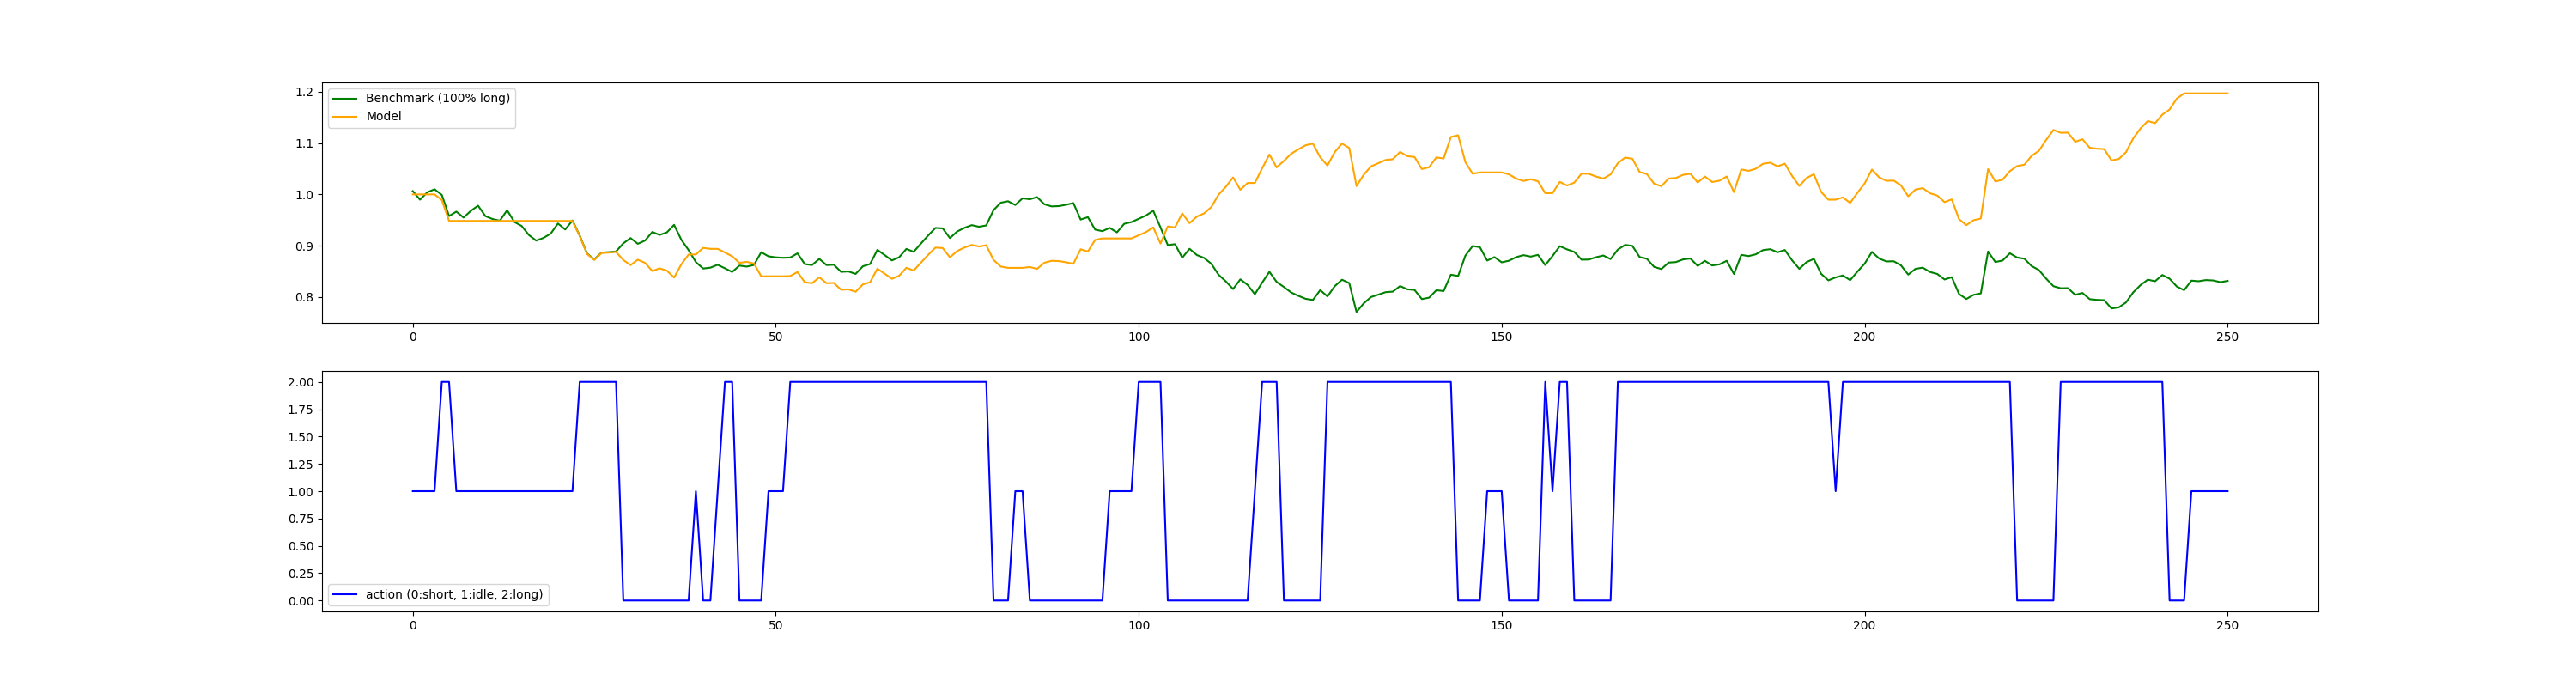 1.2
1.1
1.0
0.9
0.8
Benchmark (100% long)
Model
0 50 100 150 200 250
2.00
1.75
1.50
1.25
1.00
0.75
0.50
0.25
0.00
action (0:short, 1:idle, 2:long)
0 50 100 150 200 250